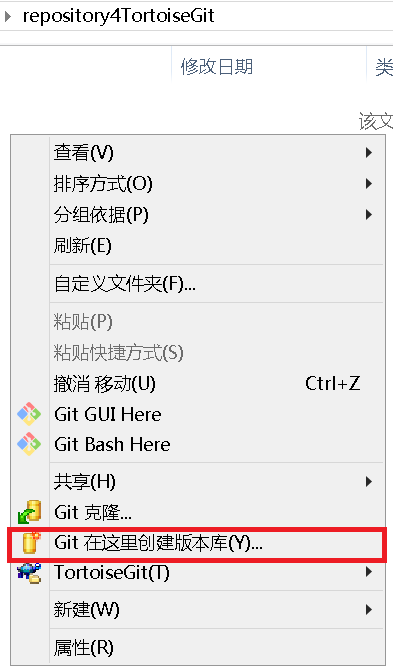 repository4TortoiseGit
修改日期 类
该文
查看(V)
排序方式(O)
分组依据(P)
刷新(E)
自定义文件夹(F)...
粘贴(P)
粘贴快捷方式(S)
撤消 移动(U) Ctrl+Z
Git GUI Here
Git Bash Here
共享(H)
Git 克隆...
Git 在这里创建版本库(Y)...
TortoiseGit(T)
新建(W)
属性(R)